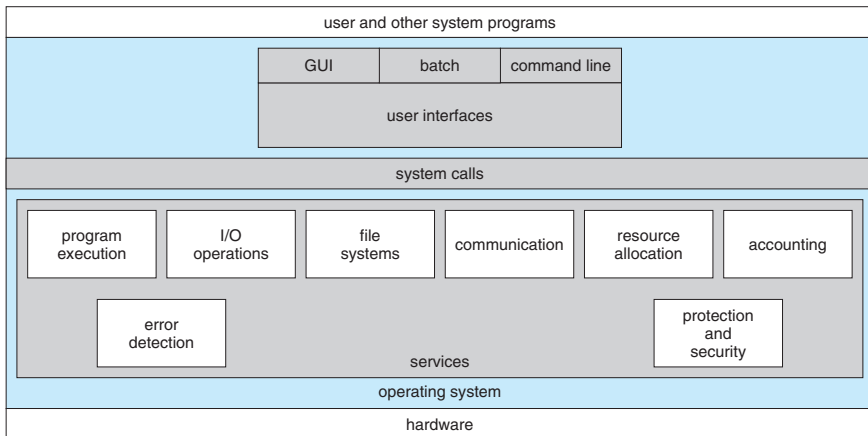 user and other system programs
GUI
batch
command line
user interfaces
system calls
program
execution
I/O
operations
file
systems
communication
resource
allocation
accounting
error
detection
protection
and
security
services
operating system
hardware